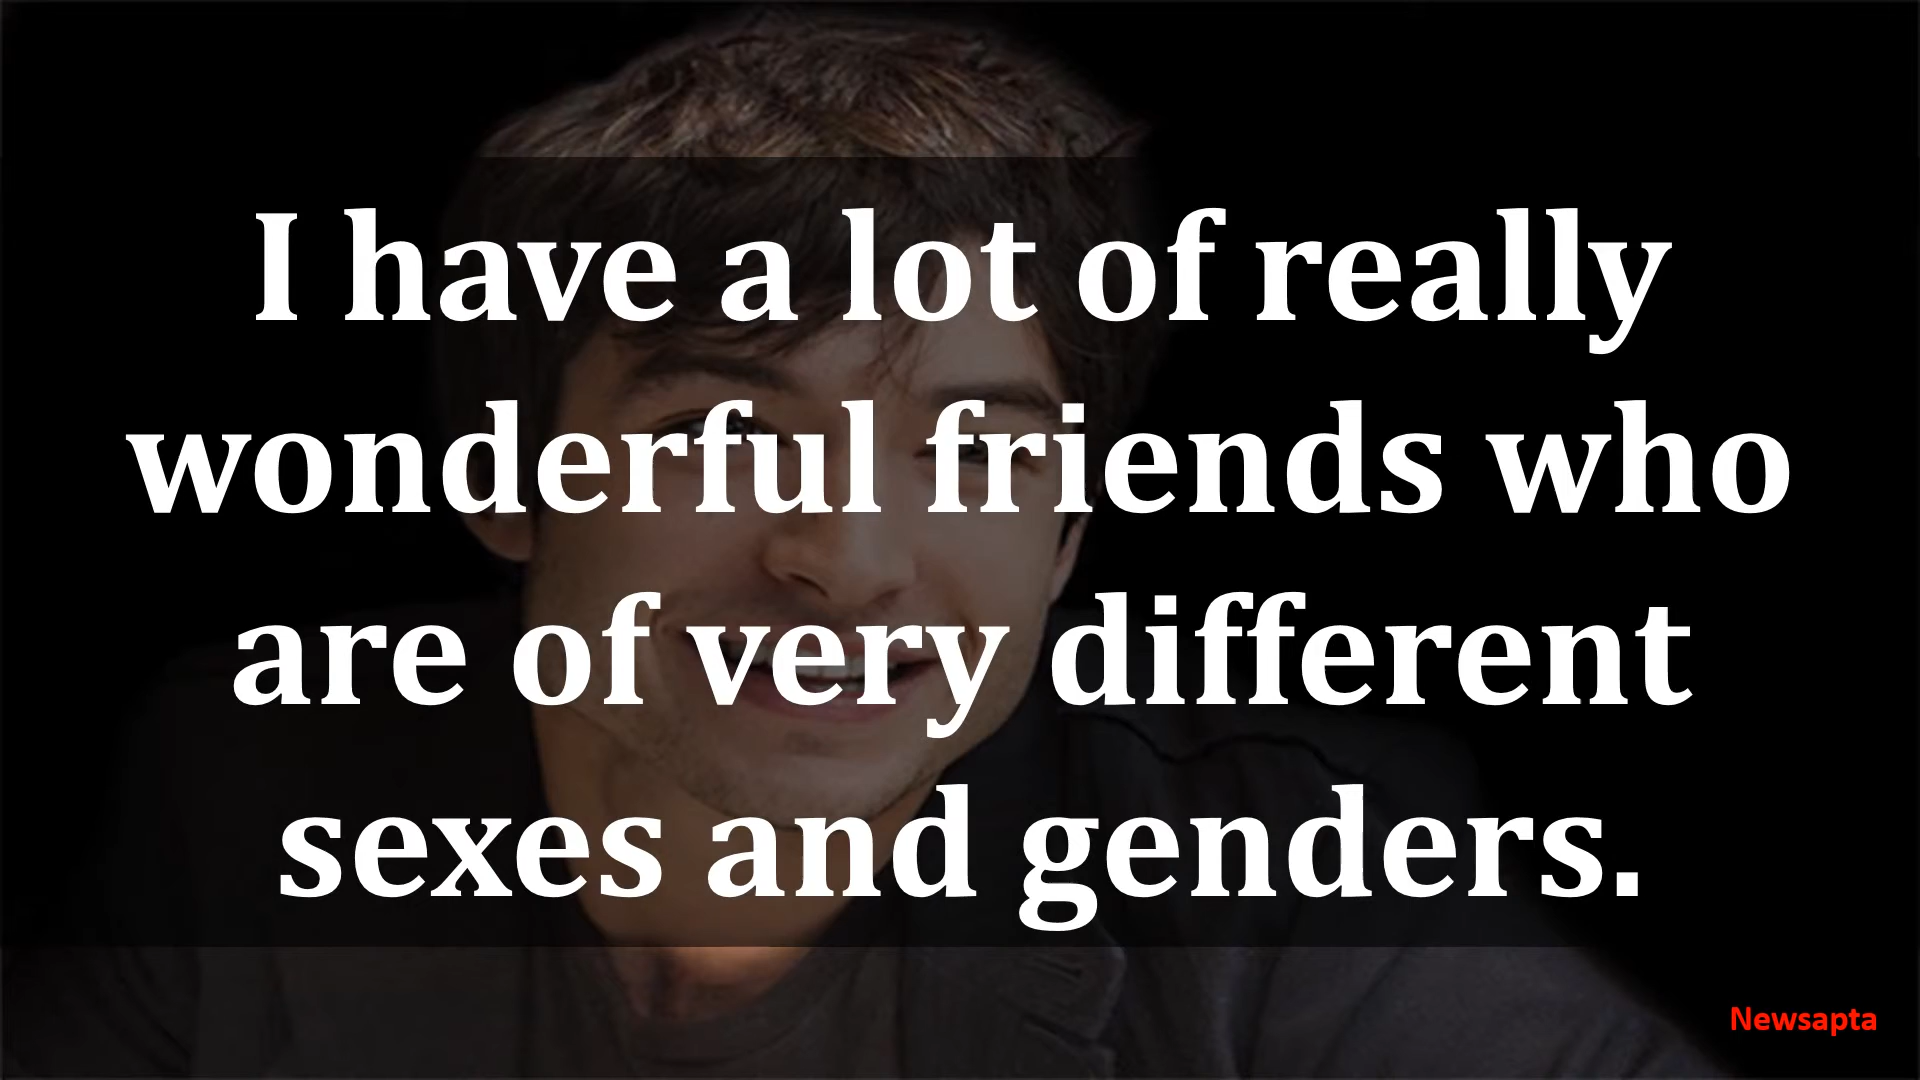 I have a lot of really
wonderful friends who
are of very different
sexes and genders.
Newsapta